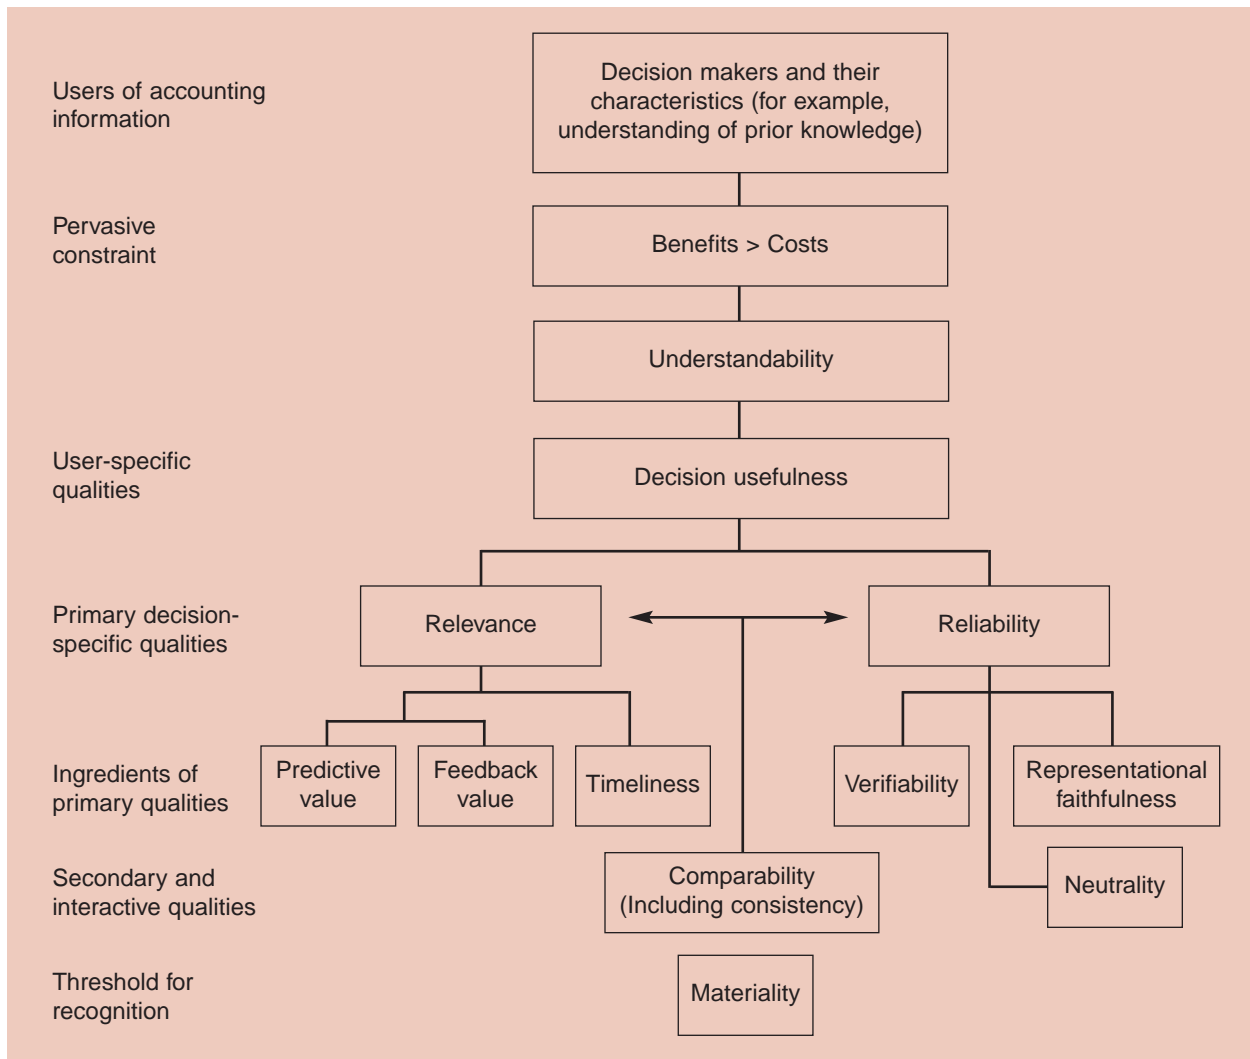 Users of accounting
information
Decision makers and their
characteristics (for example,
understanding of prior knowledge)
Pervasive
constraint
Benefits > Costs
Understandability
User-specific
qualities
Decision usefulness
Primary decision-
specific qualities
Relevance
Reliability
Ingredients of
primary qualities
Predictive
value
Feedback
value
Timeliness
Verifiability
Representational
faithfulness
Secondary and
interactive qualities
Comparability
(Including consistency)
Neutrality
Threshold for
recognition
Materiality